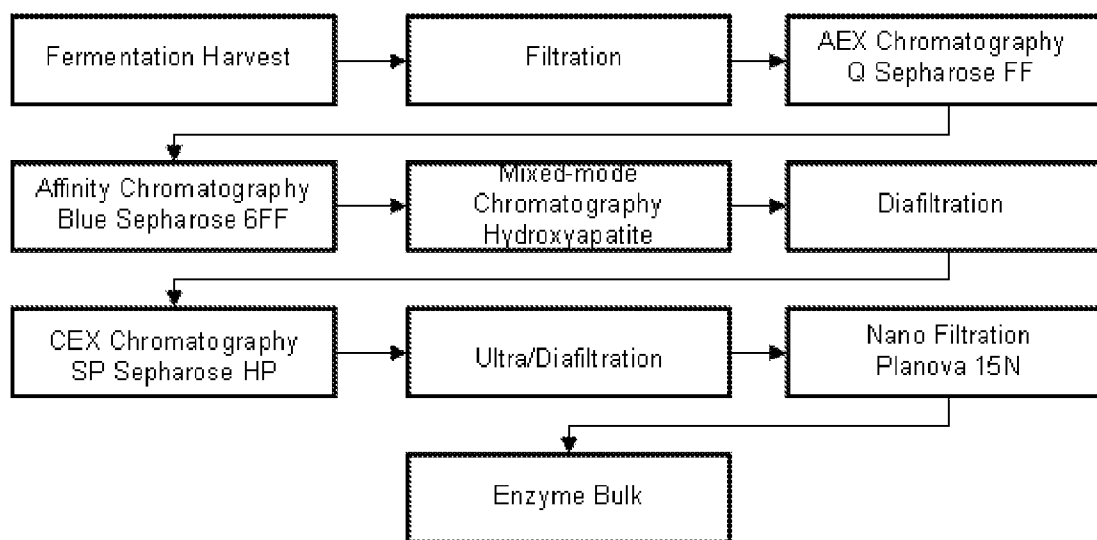 Fermentation Harvest
Filtration
AEX Chromatography
Q Sepharose FF
Affinity Chromatography
Blue Sepharose 6FF
Mixed-mode
Chromatography
Hydroxyapatite
Diafiltration
CEX Chromatography
SP Sepharose HP
Ultra/Diafiltration
Nano Filtration
Planova 15N
Enzyme Bulk